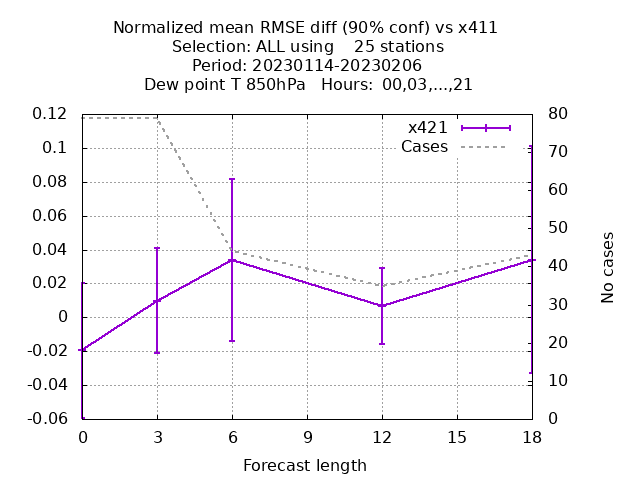 Normalized mean RMSE diff (90% conf) vs x411
Selection: ALL using    25 stations
Period: 20230114-20230206
Dew point T 850hPa   Hours:  00,03,...,21
x421
Cases
0.12
0.1
0.08
0.06
0.04
0.02
0
-0.02
-0.04
-0.06
80
70
60
50
40
30
20
10
0
No cases
0 3 6 9 12 15 18
Forecast length